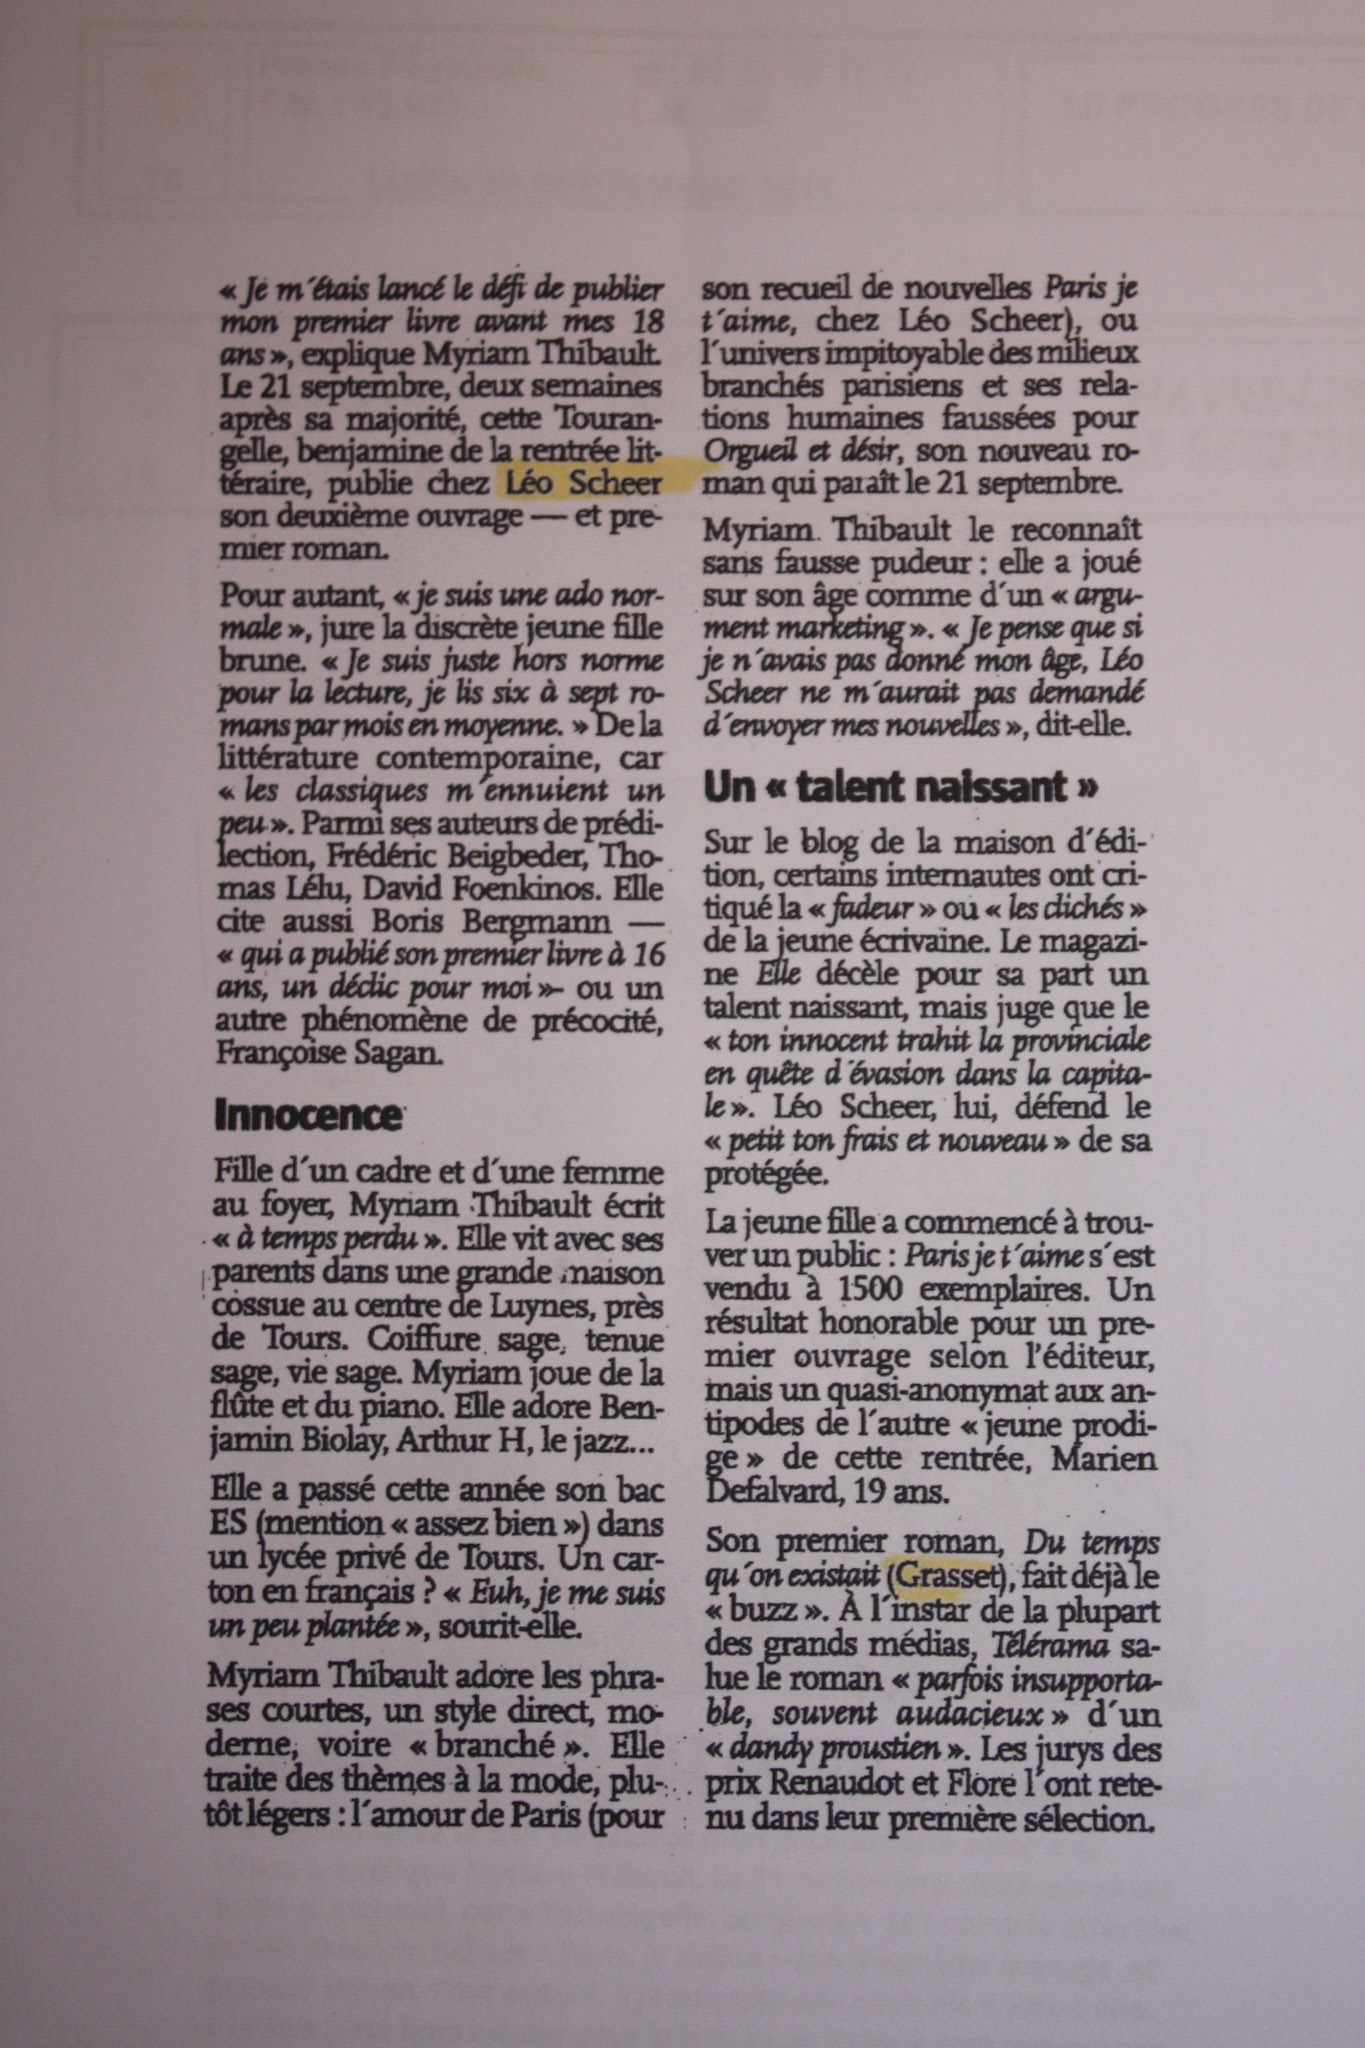 « Je m´étais lancé le défi de publier
mon premier livre avant mes 18
ans », explique Myriam Thibault.
Le 21 septembre, deux semaines
après sa majorité, cette Touran-
gelle, benjamine de la rentrée lit-
téraire, publie chez Léo Scheer
son deuxième ouvrage — et pre-
mier roman.
Pour autant, « je suis une ado nor-
male », jure la discrète jeune fille
brune. « Je suis juste hors norme
pour la lecture, je lis six à sept ro-
mans par mois en moyenne. » De la
littérature contemporaine, car
« les classiques m´ennuient un
peu ». Parmi ses auteurs de prédi-
lection, Frédéric Beigbeder, Tho-
mas Lélu, David Foenkinos. Elle
cite aussi Boris Bergmann —
« qui a publié son premier livre à 16
ans, un déclic pour moi »- ou un
autre phénomène de précocité,
Françoise Sagan.
Innocence
Fille d´un cadre et d´une femme
au foyer, Myriam Thibault écrit
« à temps perdu ». Elle vit avec ses
parents dans une grande maison
cossue au centre de Luynes, près
de Tours. Coiffure sage, tenue
sage, vie sage. Myriam joue de la
flûte et du piano. Elle adore Ben-
jamin Biolay, Arthur H, le jazz...
Elle a passé cette année son bac
ES (mention « assez bien ») dans
un lycée privé de Tours. Un car-
ton en français ? « Euh, je me suis
un peu plantée », sourit-elle.
Myriam Thibault adore les phra-
ses courtes, un style direct, mo-
derne, voire « branché ». Elle
traite des thèmes à la mode, plu-
tôt légers : l´amour de Paris (pour
son recueil de nouvelles Paris je
t´aime, chez Léo Scheer), ou
l´univers impitoyable des milieux
branchés parisiens et ses rela-
tions humaines faussées pour
Orgueil et désir, son nouveau ro-
man qui paraît le 21 septembre.
Myriam Thibault le reconnaît
sans fausse pudeur : elle a joué
sur son âge comme d´un « argu-
ment marketing ». « Je pense que si
je n´avais pas donné mon âge, Léo
Scheer ne m´aurait pas demandé
d´envoyer mes nouvelles », dit-elle.
Un « talent naissant »
Sur le blog de la maison d´édi-
tion, certains internautes ont cri-
tiqué la « fadeur » ou « les clichés »
de la jeune écrivaine. Le magazi-
ne Elle décèle pour sa part un
talent naissant, mais juge que le
« ton innocent trahit la provinciale
en quête d´évasion dans la capita-
le ». Léo Scheer, lui, défend le
« petit ton frais et nouveau » de sa
protégée.
La jeune fille a commencé à trou-
ver un public : Paris je t´aime s´est
vendu à 1500 exemplaires. Un
résultat honorable pour un pre-
mier ouvrage selon l'éditeur,
mais un quasi-anonymat aux an-
tipodes de l´autre « jeune prodi-
ge » de cette rentrée, Marien
Defalvard, 19 ans.
Son premier roman, Du temps
qu´on existait (Grasset), fait déjà le
« buzz ». À l´instar de la plupart
des grands médias, Télérama sa-
lue le roman « parfois insupporta-
ble, souvent audacieux » d´un
« dandy proustien ». Les jurys des
prix Renaudot et Flore l´ont rete-
nu dans leur première sélection.